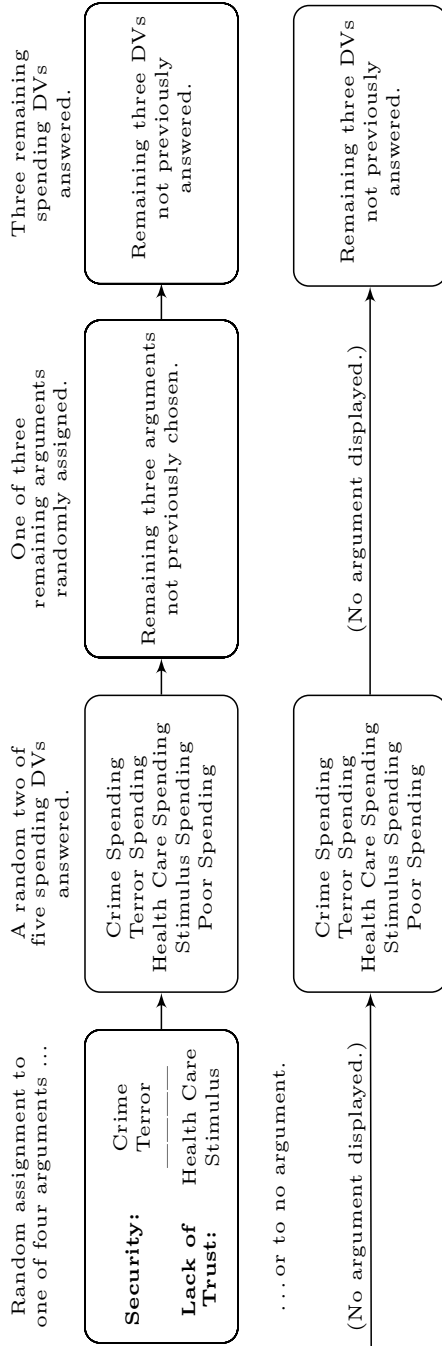 Random assignment to
one of four arguments ...
A random two of
five spending DVs
answered.
One of three
remaining arguments
randomly assigned.
Three remaining
spending DVs
answered.
Security:
Crime
Terror
Lack of
Trust:
Health Care
Stimulus
Crime Spending
Terror Spending
Health Care Spending
Stimulus Spending
Poor Spending
Remaining three arguments
not previously chosen.
Remaining three DVs
not previously
answered.
...or to no argument.
(No argument displayed.)
Crime Spending
Terror Spending
Health Care Spending
Stimulus Spending
Poor Spending
(No argument displayed.)
Remaining three DVs
not previously
answered.